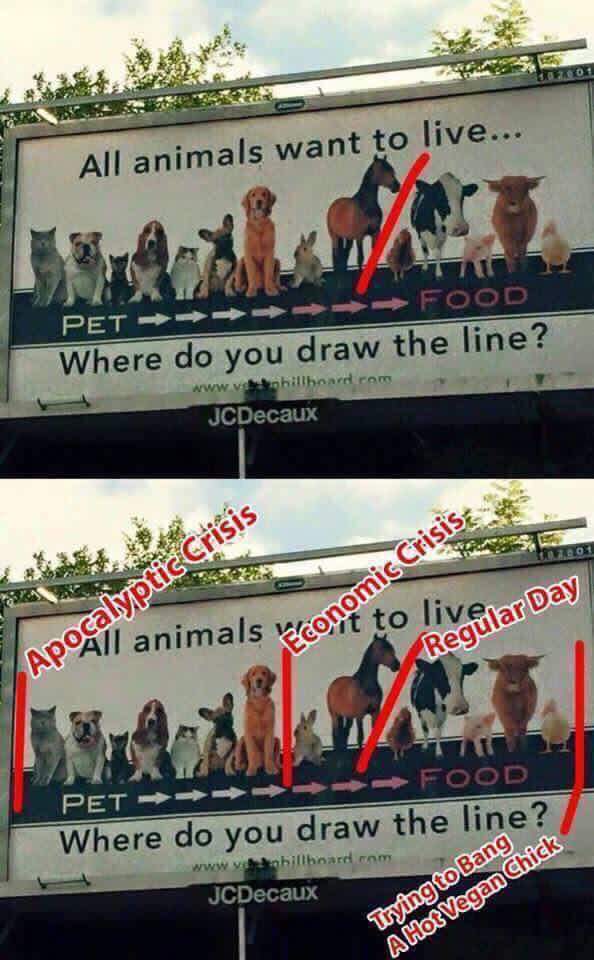 182801
All animals want to live...
PET FOOD
Where do you draw the line?
JCDecaux
Apocalyptic Crisis
Economic Crisis
Regular Day
182801
All animals to live
PET FOOD
Where do you draw the line?
JCDecaux
Trying to Bang
A Hot Vegan Chick